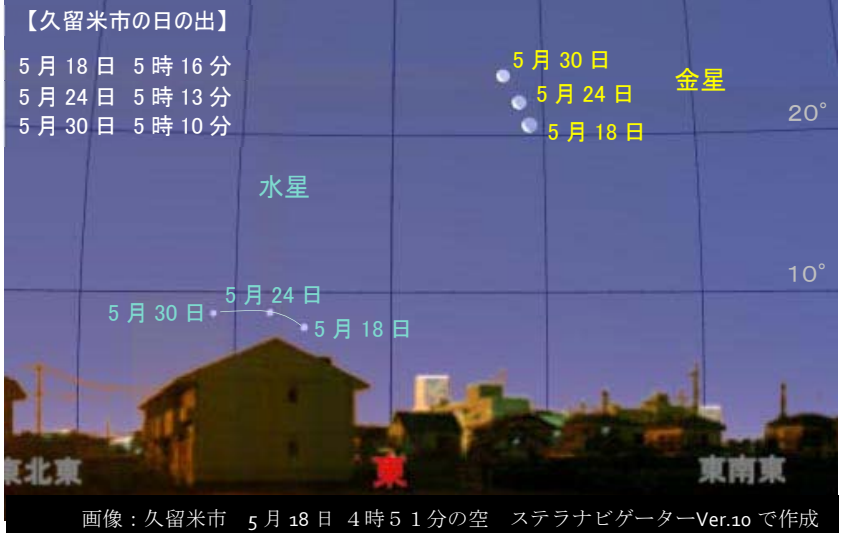 【久留米市の日の出】
5月18日 5時16分
5月24日 5時13分
5月30日 5時10分
5月30日
5月24日
5月18日
金星
20°
水星
10°
5月24日
5月30日
5月18日
東北東
東
東南東
画像：久留米市　5月18日 ４時５１分の空　ステラナビゲーターVer.10 で作成